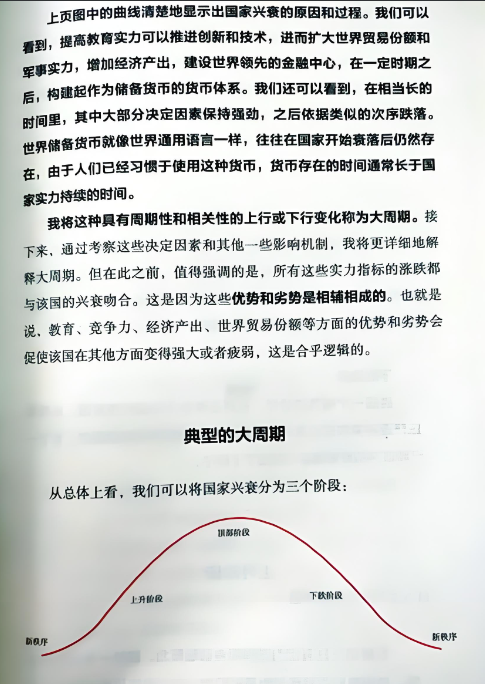 上页图中的曲线清楚地显示出国家兴衰的原因和过程。我们可以
看到，提高教育实力可以推进创新和技术，进而扩大世界贸易份额和
军事实力，增加经济产出，建设世界领先的金融中心，在一定时期之
后，构建起作为储备货币的货币体系。我们还可以看到，在相当长的
时间里，其中大部分决定因素保持强劲，之后依据类似的次序跌落。
世界储备货币就像世界通用语言一样，往往在国家开始衰落后仍然存
在，由于人们已经习惯于使用这种货币，货币存在的时间通常长于国
家实力持续的时间。
我将这种具有周期性和相关性的上行或下行变化称为大周期。接
下来，通过考察这些决定因素和其他一些影响机制，我将更详细地解
释大周期。但在此之前，值得强调的是，所有这些实力指标的涨跌都
与该国的兴衰吻合。这是因为这些优势和劣势是相辅相成的。也就是
说，教育、竞争力、经济产出、世界贸易份额等方面的优势和劣势会
促使该国在其他方面变得强大或者疲弱，这是合乎逻辑的。
典型的大周期
从总体上看，我们可以将国家兴衰分为三个阶段：
顶部阶段
上升阶段
下跌阶段
新秩序
新秩序